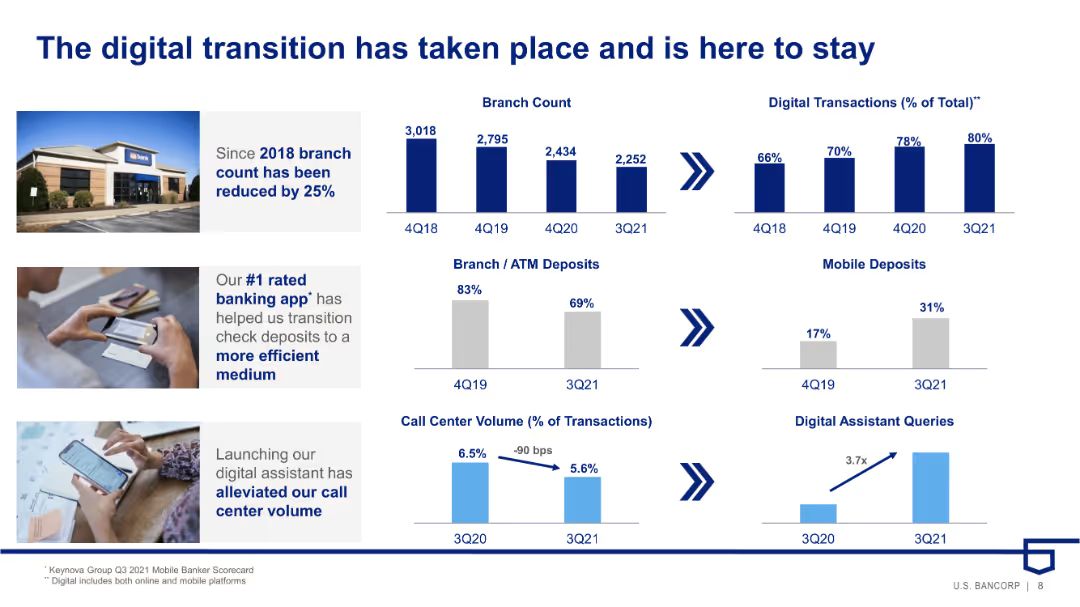 The digital transition has taken place and is here to stay
Since 2018 branch
count has been
reduced by 25%
Branch Count
3,018
2,795
2,434
2,252
4Q18
4Q19
4Q20
3Q21
Digital Transactions (% of Total)**
66%
70%
78%
80%
4Q18
4Q19
4Q20
3Q21
Our #1 rated
banking app* has
helped us transition
check deposits to a
more efficient
medium
Branch / ATM Deposits
83%
69%
4Q19
3Q21
Mobile Deposits
17%
31%
4Q19
3Q21
Launching our
digital assistant has
alleviated our call
center volume
Call Center Volume (% of Transactions)
6.5%
-90 bps
5.6%
3Q20
3Q21
Digital Assistant Queries
3.7x
3Q20
3Q21
* Keynova Group Q3 2021 Mobile Banker Scorecard
** Digital includes both online and mobile platforms
U.S. BANCORP | 8